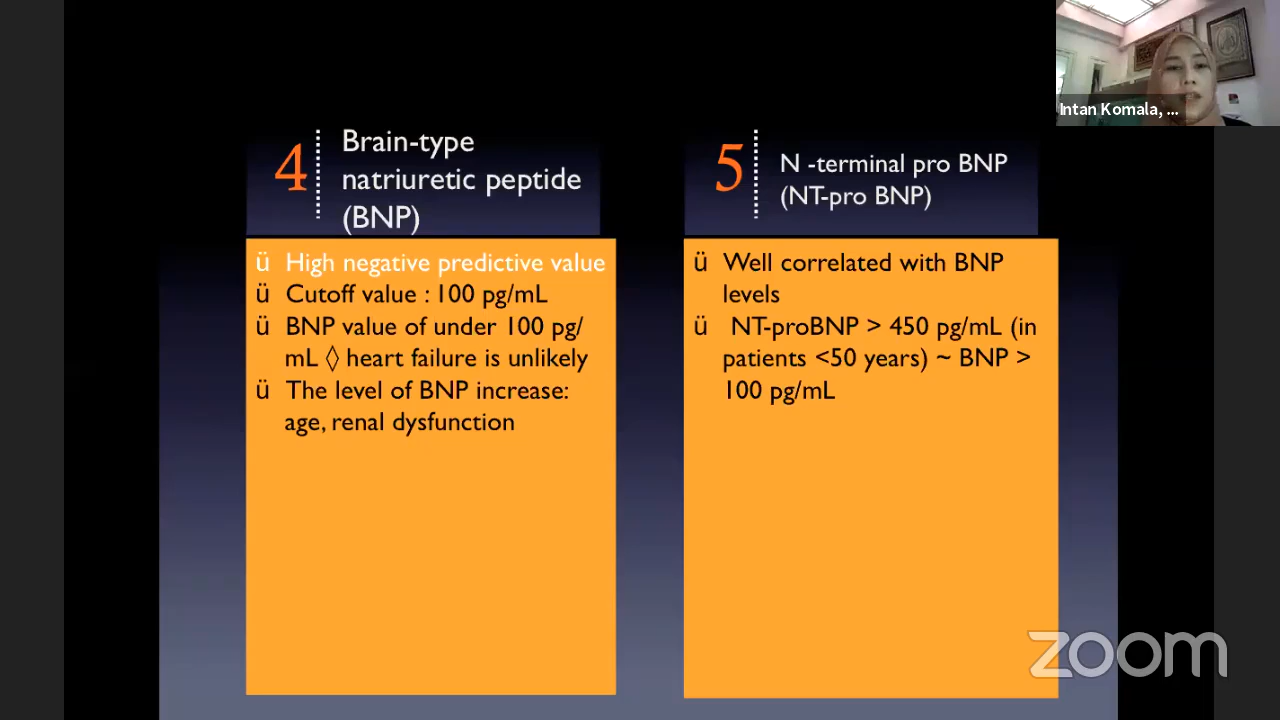 Intan Komala, ...
4
Brain-type
natriuretic peptide
(BNP)
ü High negative predictive value
ü Cutoff value : 100 pg/mL
ü BNP value of under 100 pg/
mL ◊ heart failure is unlikely
ü The level of BNP increase:
age, renal dysfunction
5
N -terminal pro BNP
(NT-pro BNP)
ü Well correlated with BNP
levels
ü NT-proBNP > 450 pg/mL (in
patients <50 years) ~ BNP >
100 pg/mL
zoom